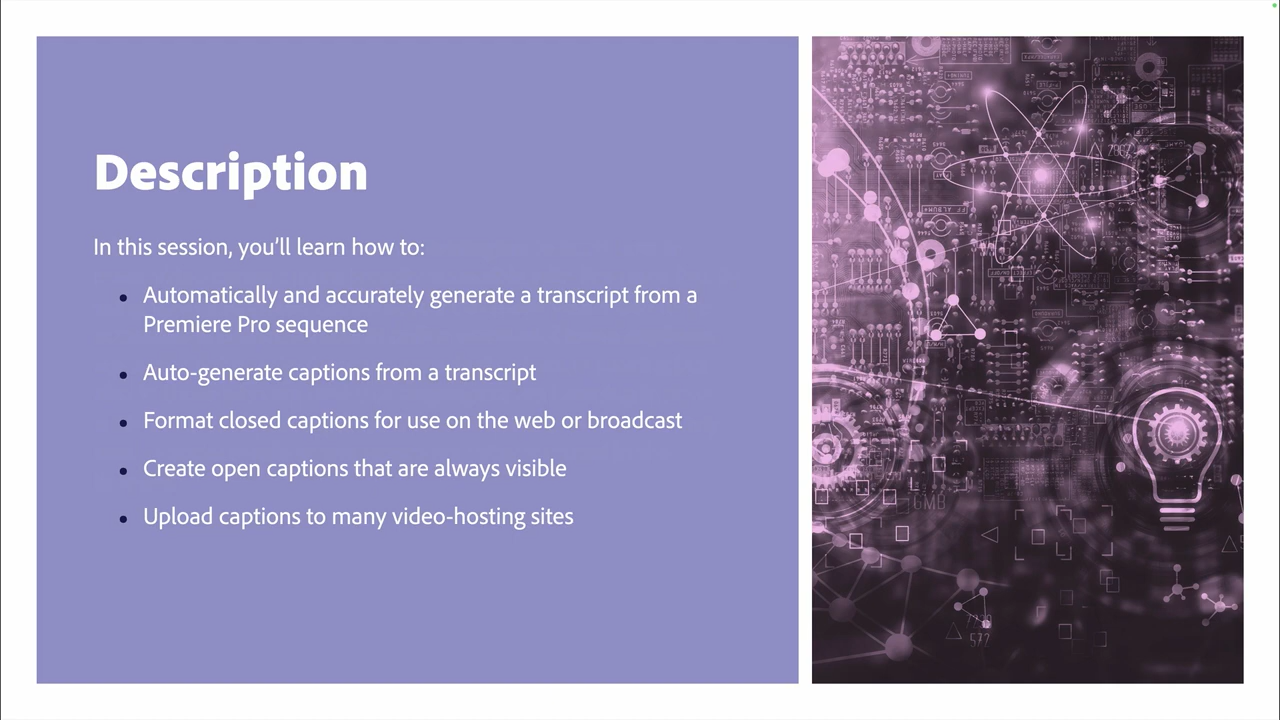 Description
In this session, you’ll learn how to:
• Automatically and accurately generate a transcript from a
Premiere Pro sequence
• Auto-generate captions from a transcript
• Format closed captions for use on the web or broadcast
• Create open captions that are always visible
• Upload captions to many video-hosting sites